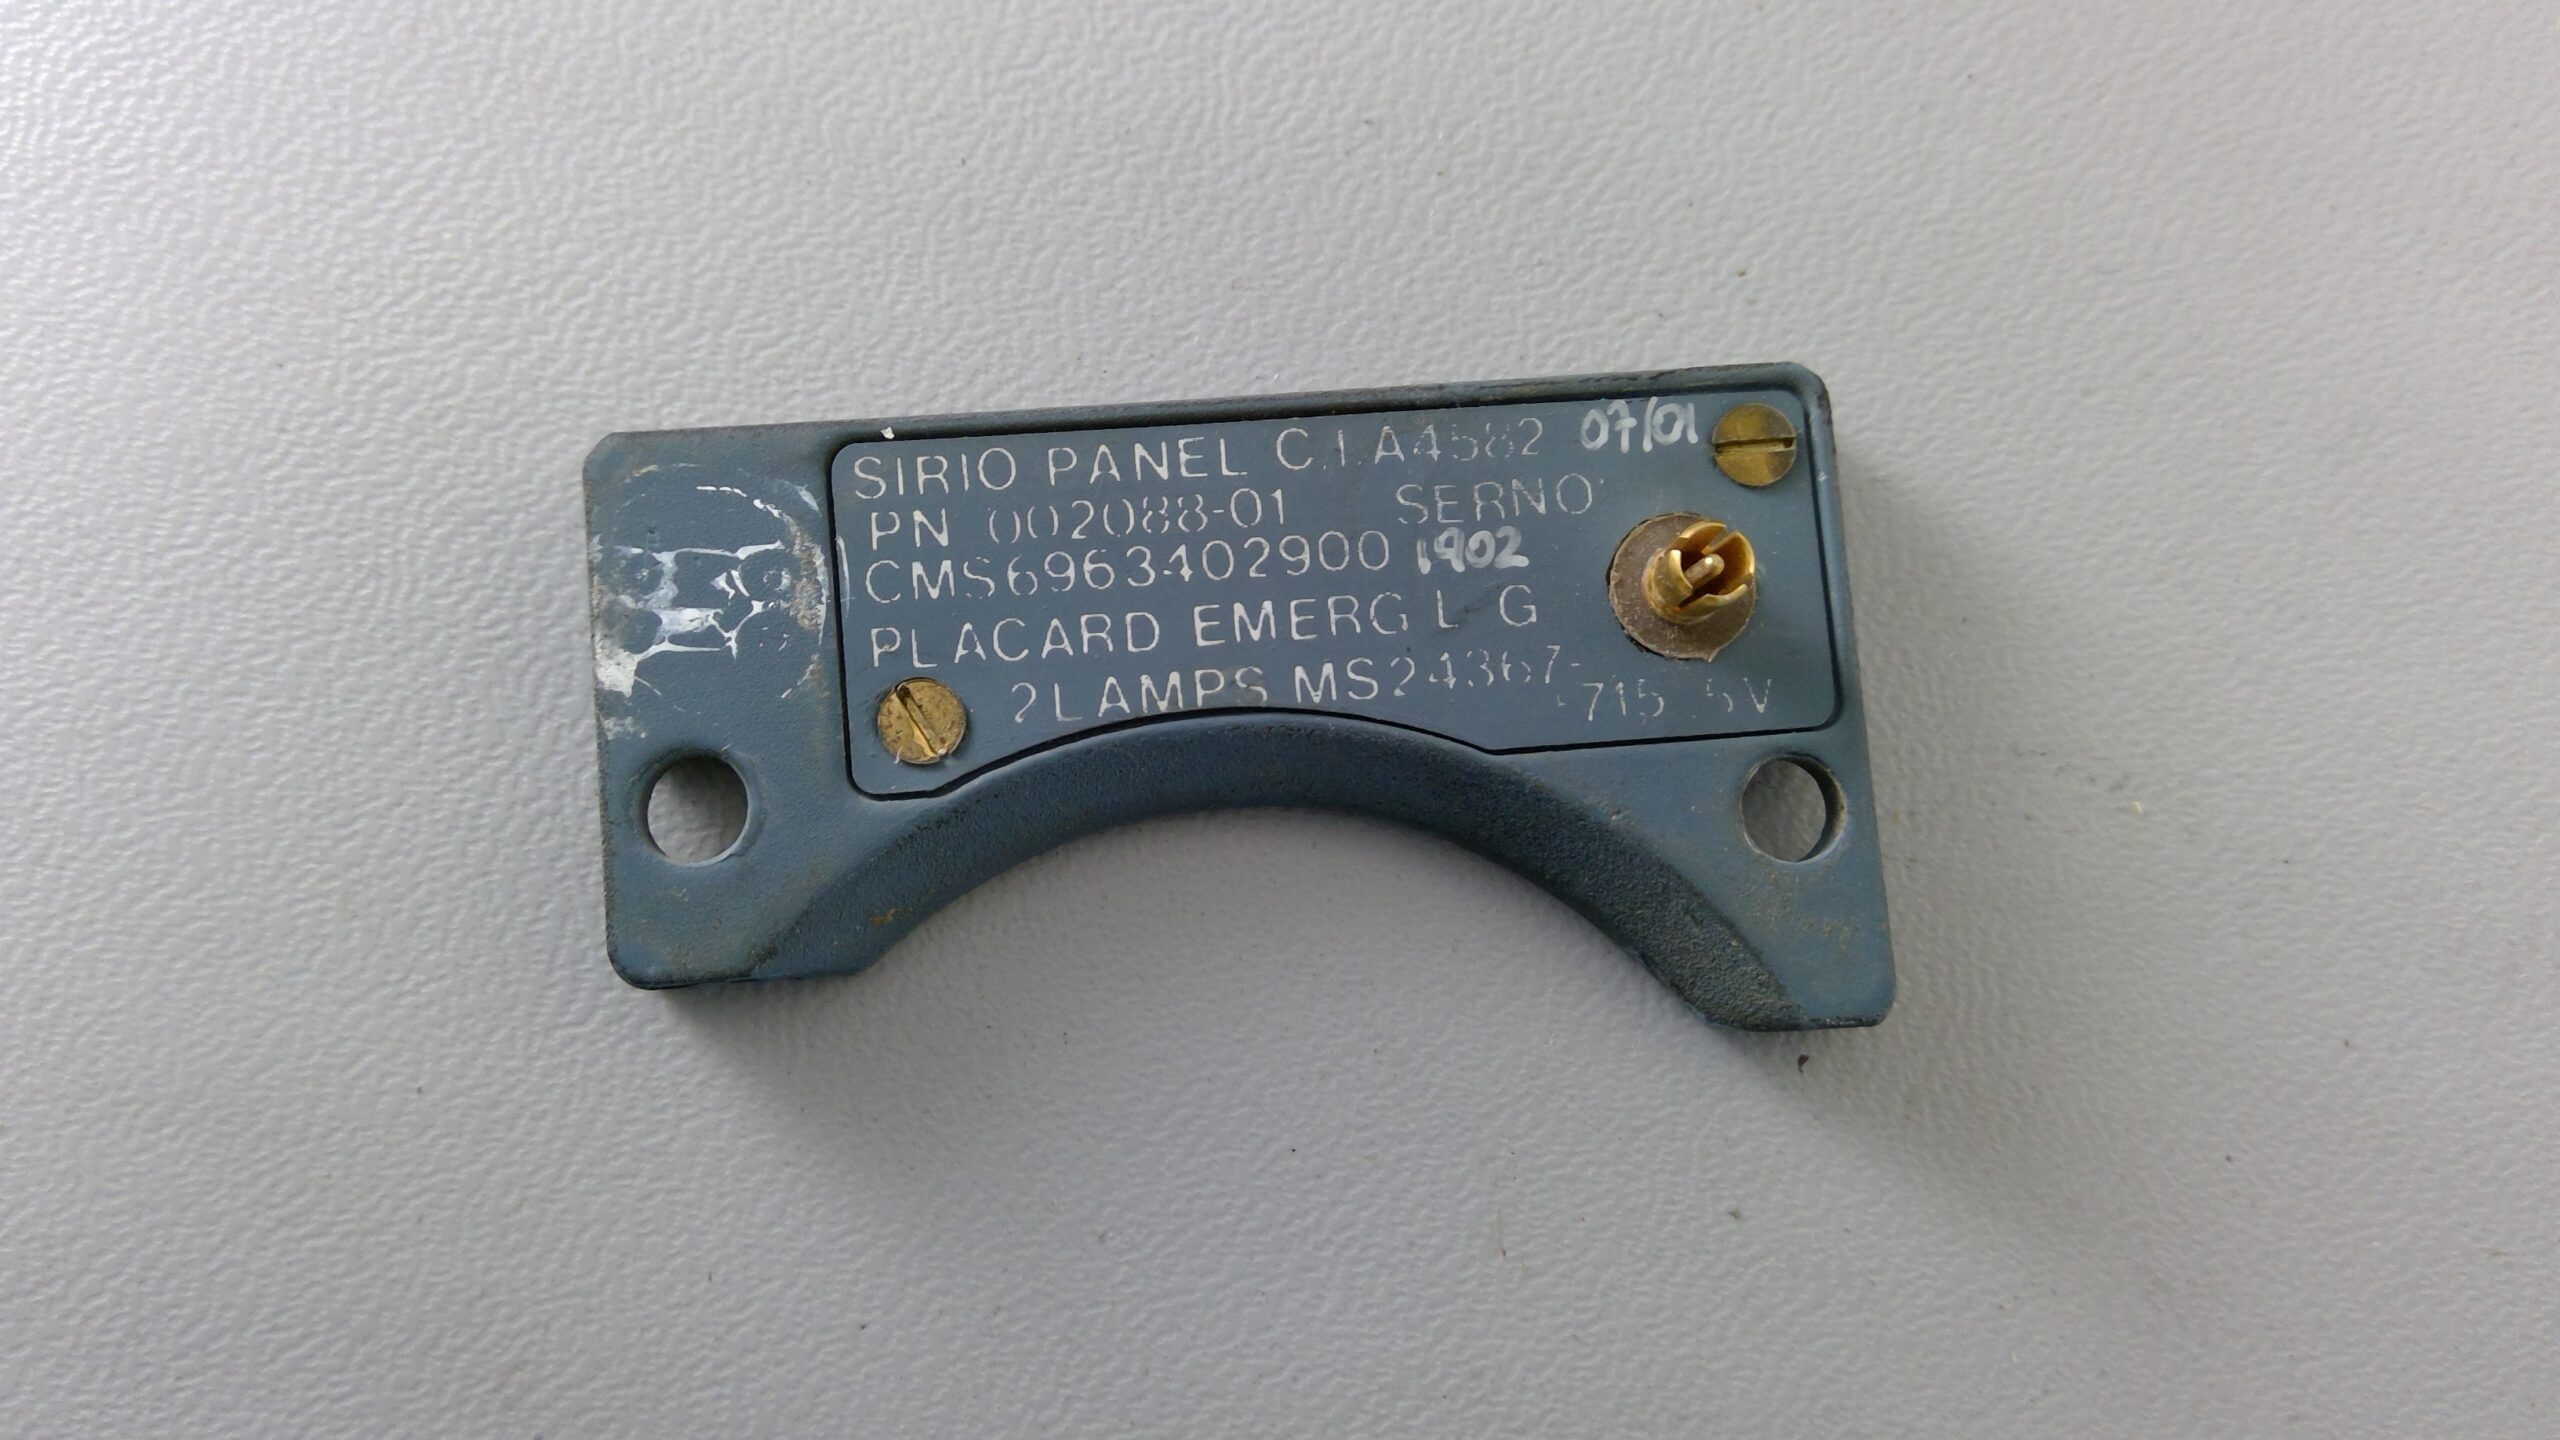 SIRIO PANEL C.I.A4582 07/01
PN 002088-01 SERNO
CMS6963402900 1902
PLACARD EMERG L G
2LAMPS MS24367-
-715 5V